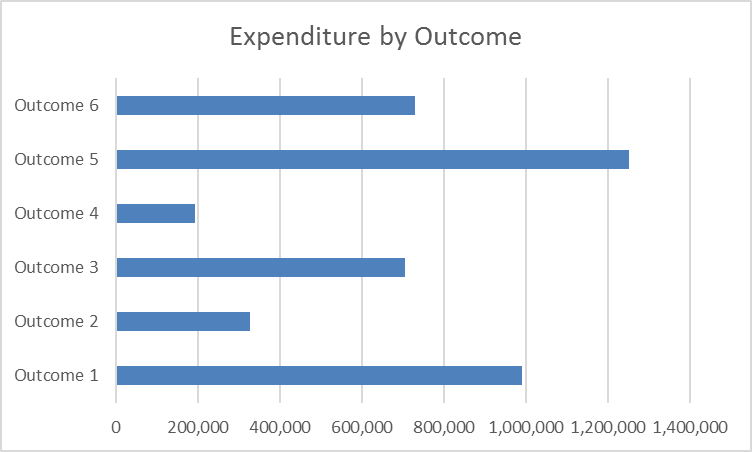 Expenditure by Outcome
Outcome 6
Outcome 5
Outcome 4
Outcome 3
Outcome 2
Outcome 1
0 200,000 400,000 600,000 800,000 1,000,000 1,200,000 1,400,000